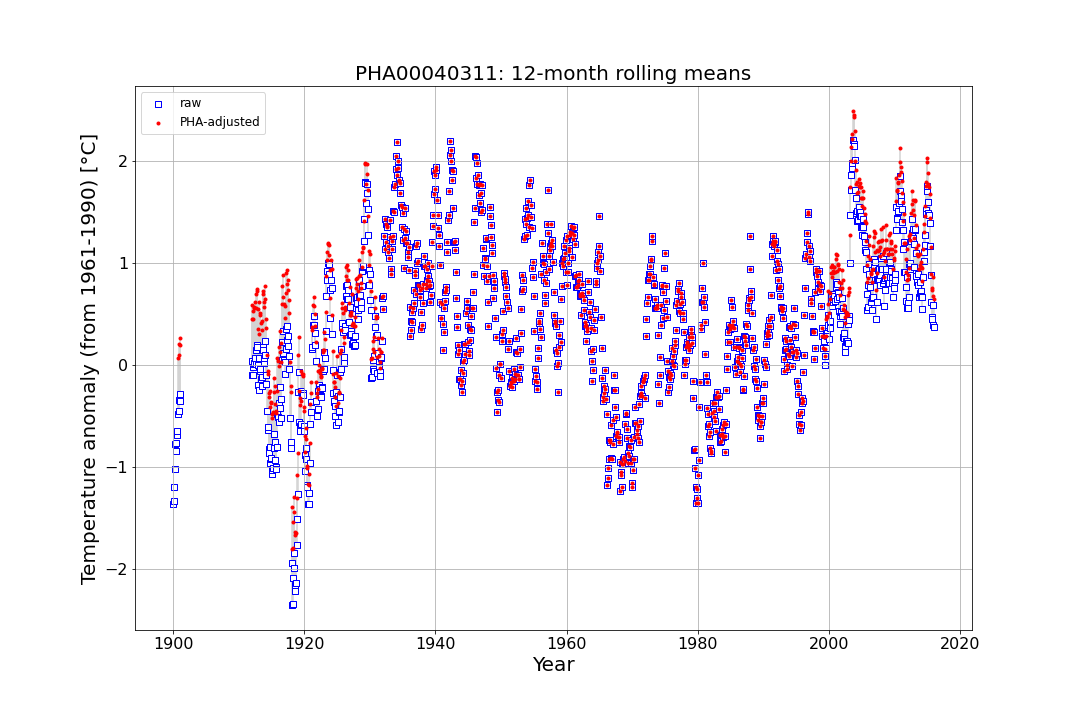 PHA00040311: 12-month rolling means
raw
PHA-adjusted
Temperature anomaly (from 1961-1990) [°C]
2
1
0
−1
−2
1900 1920 1940 1960 1980 2000 2020
Year